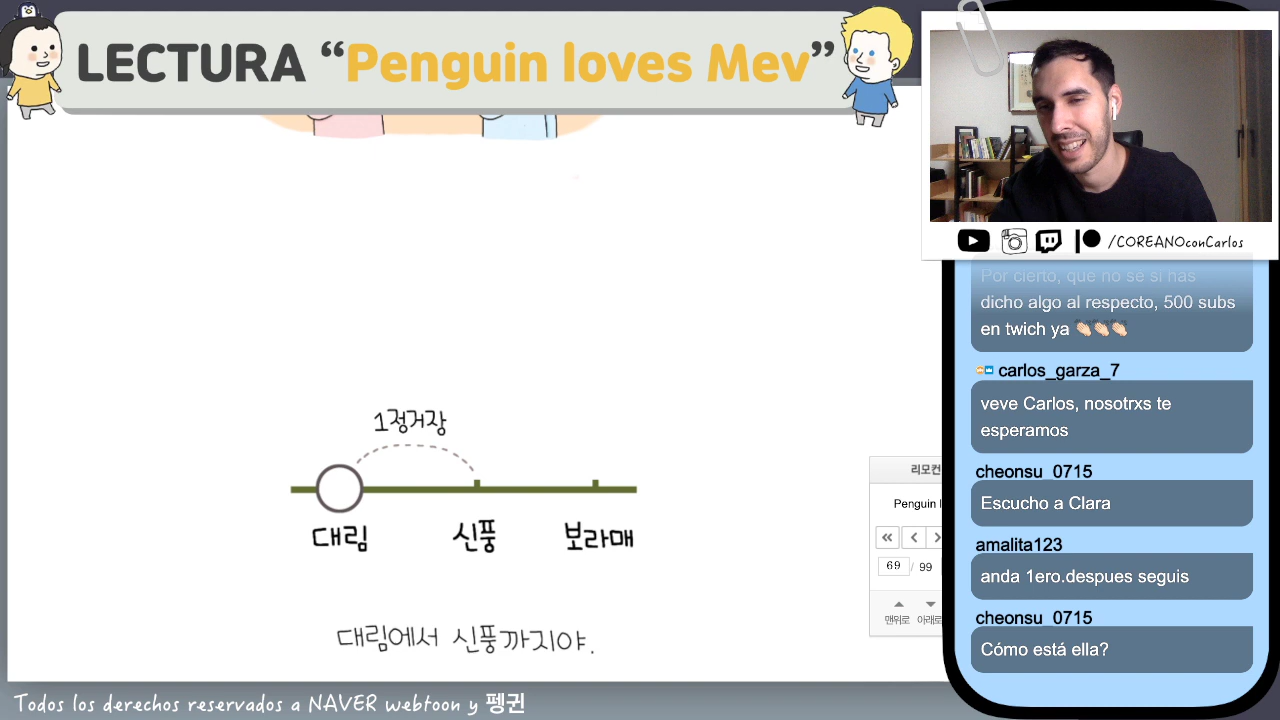 LECTURA “Penguin loves Mev”
/COREANOconCarlos
Por cierto, que no se si has
dicho algo al respecto, 500 subs
en twich ya 👏🏻👏🏻👏🏻
carlos_garza_7
veve Carlos, nosotrxs te
esperamos
cheonsu_0715
Escucho a Clara
amalita123
anda 1ero.despues seguis
cheonsu_0715
Cómo está ella?
1정거장
대림 신풍 보라매
대림에서 신풍까지야.
리모컨
Penguin l
69 / 99
맨위로 아래로
Todos los derechos reservados a NAVER webtoon y 펭귄